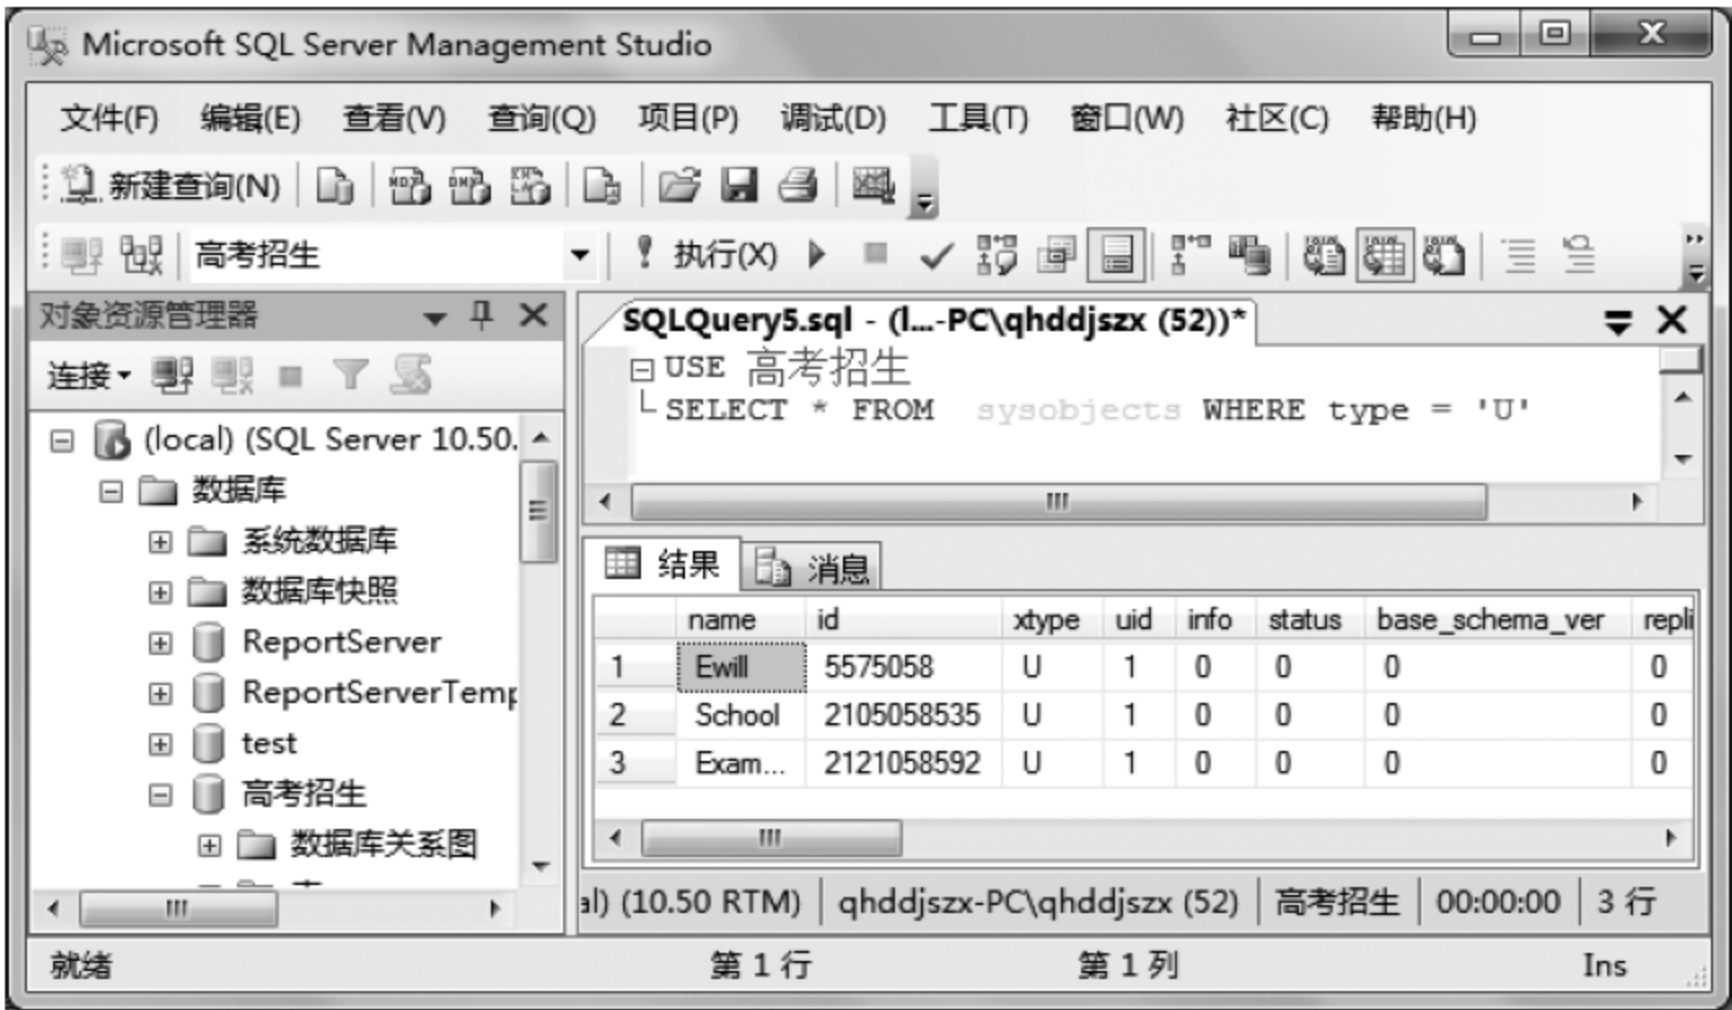 Microsoft SQL Server Management Studio
文件(F) 编辑(E) 查看(V) 查询(Q) 项目(P) 调试(D) 工具(T) 窗口(W) 社区(C) 帮助(H)
新建查询(N)
高考招生 执行(X)
对象资源管理器
连接
(local) (SQL Server 10.50.
数据库
系统数据库
数据库快照
ReportServer
ReportServerTemp
test
高考招生
数据库关系图
SQLQuery5.sql - (l...-PC\qhddjszx (52))*
USE 高考招生
SELECT * FROM sysobjects WHERE type = 'U'
结果 消息
name id xtype uid info status base_schema_ver repli
1 Ewill 5575058 U 1 0 0 0 0
2 School 2105058535 U 1 0 0 0 0
3 Exam... 2121058592 U 1 0 0 0 0
al) (10.50 RTM) qhddjszx-PC\qhddjszx (52) 高考招生 00:00:00 3 行
就绪 第 1 行 第 1 列 Ins